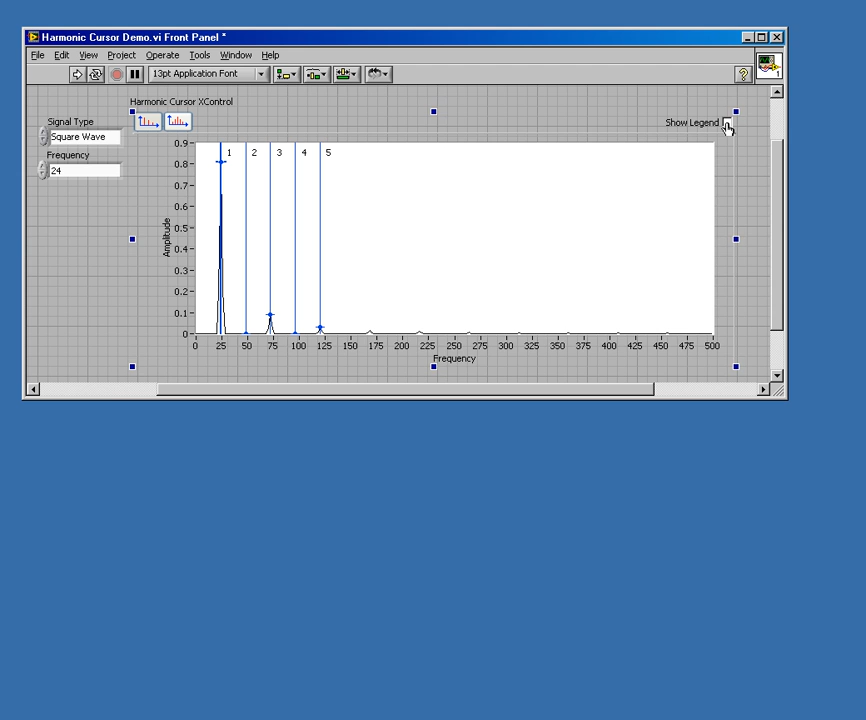 Harmonic Cursor Demo.vi Front Panel *
File Edit View Project Operate Tools Window Help
13pt Application Font
?
1
Harmonic Cursor XControl
Signal Type
Square Wave
Frequency
24
Show Legend
1 2 3 4 5
0.9
0.8
0.7
0.6
0.5
0.4
0.3
0.2
0.1
0
Amplitude
0 25 50 75 100 125 150 175 200 225 250 275 300 325 350 375 400 425 450 475 500
Frequency